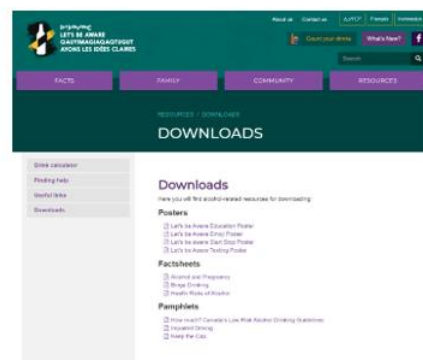 LET'S BE AWARE
QAUJIMAGIAQAQTIGUT
AYONS LES IDÉES CLAIRES
About us Contact us Français
Count your drinks What's New? f
Search
FACTS FAMILY COMMUNITY RESOURCES
RESOURCES / DOWNLOADS
DOWNLOADS
Drink calculator
Finding help
Useful links
Downloads
Downloads
Here you will find alcohol-related resources for downloading:
Posters
Let's be Aware Education Poster
Let's be Aware Emoji Poster
Let's be aware Start Stop Poster
Let's be Aware Texting Poster
Factsheets
Alcohol and Pregnancy
Binge Drinking
Health Risks of Alcohol
Pamphlets
How much? Canada's Low-Risk Alcohol Drinking Guidelines
Impaired Driving
Keep the Cap